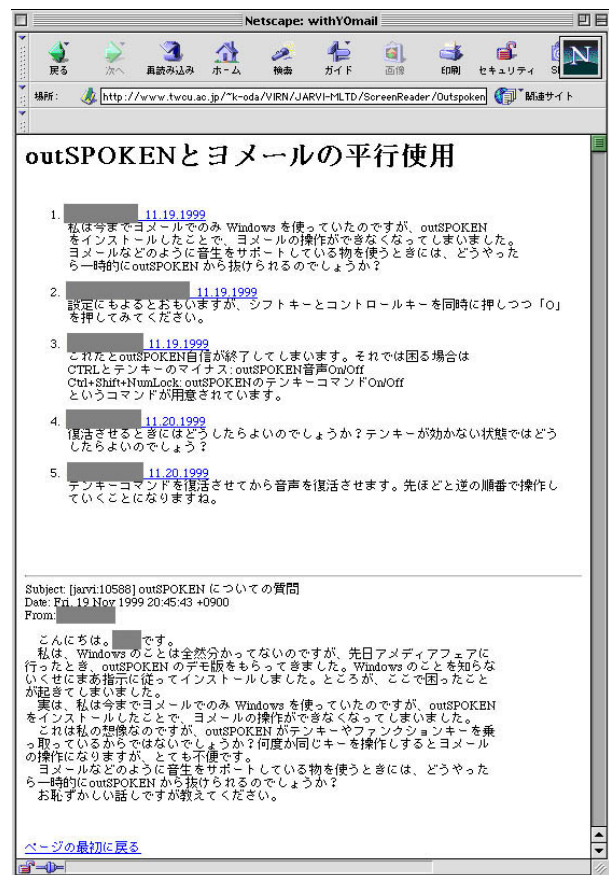 Netscape: withYOmail
戻る 次へ 再読み込み ホーム 検索 ガイド 画像 印刷 セキュリティ
場所: http://www.twcu.ac.jp/~k-oda/VIRN/JARVI-MLTD/ScreenReader/Outspoken 関連サイト
outSPOKENとヨメールの平行使用
1. 11.19.1999
私は今までヨメールでのみ Windows を使っていたのですが、outSPOKEN
をインストールしたことで、ヨメールの操作ができなくなってしまいました。
ヨメールなどのように音生をサポートしている物を使うときには、どうやった
ら一時的にoutSPOKEN から抜けられるのでしょうか？
2. 11.19.1999
設定にもよるとおもいますが、シフトキーとコントロールキーを同時に押しつつ「O」
を押してみてください。
3. 11.19.1999
これたとoutSPOKEN自信が終了してしまいます。それでは困る場合は
CTRLとテンキーのマイナス: outSPOKEN音声On/Off
Ctrl+Shift+NumLock: outSPOKENのテンキーコマンドOn/Off
というコマンドが用意されています。
4. 11.20.1999
復活させるときにはどうしたらよいのでしょうか？テンキーが効かない状態ではどう
したらよいのでしょう？
5. 11.20.1999
テンキーコマンドを復活させてから音声を復活させます。先ほどと逆の順番で操作し
ていくことになりますね。
Subject: [jarvi:10588] outSPOKEN についての質問
Date: Fri, 19 Nov 1999 20:45:43 +0900
From:
こんにちは。 です。
私は、Windows のことは全然分かってないのですが、先日アメディアフェアに
行ったとき、outSPOKEN のデモ版をもらってきました。Windows のことを知らな
いくせにまあ指示に従ってインストールしました。ところが、ここで困ったこと
が起きてしまいました。
実は、私は今までヨメールでのみ Windows を使っていたのですが、outSPOKEN
をインストールしたことで、ヨメールの操作ができなくなってしまいました。
これは私の想像なのですが、outSPOKEN がテンキーやファンクションキーを乗
っ取っているからではないでしょうか？何度か同じキーを操作しするとヨメール
の操作になりますが、とても不便です。
ヨメールなどのように音生をサポートしている物を使うときには、どうやった
ら一時的にoutSPOKEN から抜けられるのでしょうか？
お恥ずかしい話しですが教えてください。
ページの最初に戻る